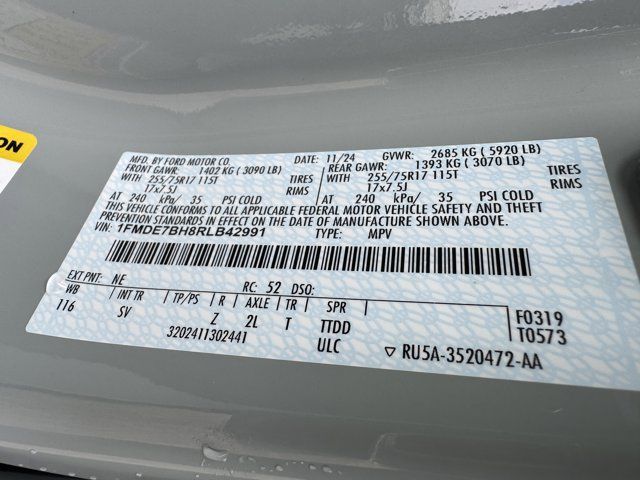 ON
MFD. BY FORD MOTOR CO. DATE: 11/24 GVWR: 2685 KG ( 5920 LB)
FRONT GAWR: 1402 KG ( 3090 LB) REAR GAWR: 1393 KG ( 3070 LB)
WITH 255/75R17 115T TIRES WITH 255/75R17 115T TIRES
17x7.5J RIMS 17x7.5J RIMS
AT 240 kPa/ 35 PSI COLD AT 240 kPa/ 35 PSI COLD
THIS VEHICLE CONFORMS TO ALL APPLICABLE FEDERAL MOTOR VEHICLE SAFETY AND THEFT
PREVENTION STANDARDS IN EFFECT ON THE DATE OF MANUFACTURE SHOWN ABOVE.
VIN: 1FMDE7BH8RLB42991 TYPE: MPV
EXT PNT: NE RC: 52 DSO:
WB INT TR TP/PS R AXLE TR SPR
116 SV Z 2L T TTDD F0319
3202411302441 ULC T0573
▽ RU5A-3520472-AA